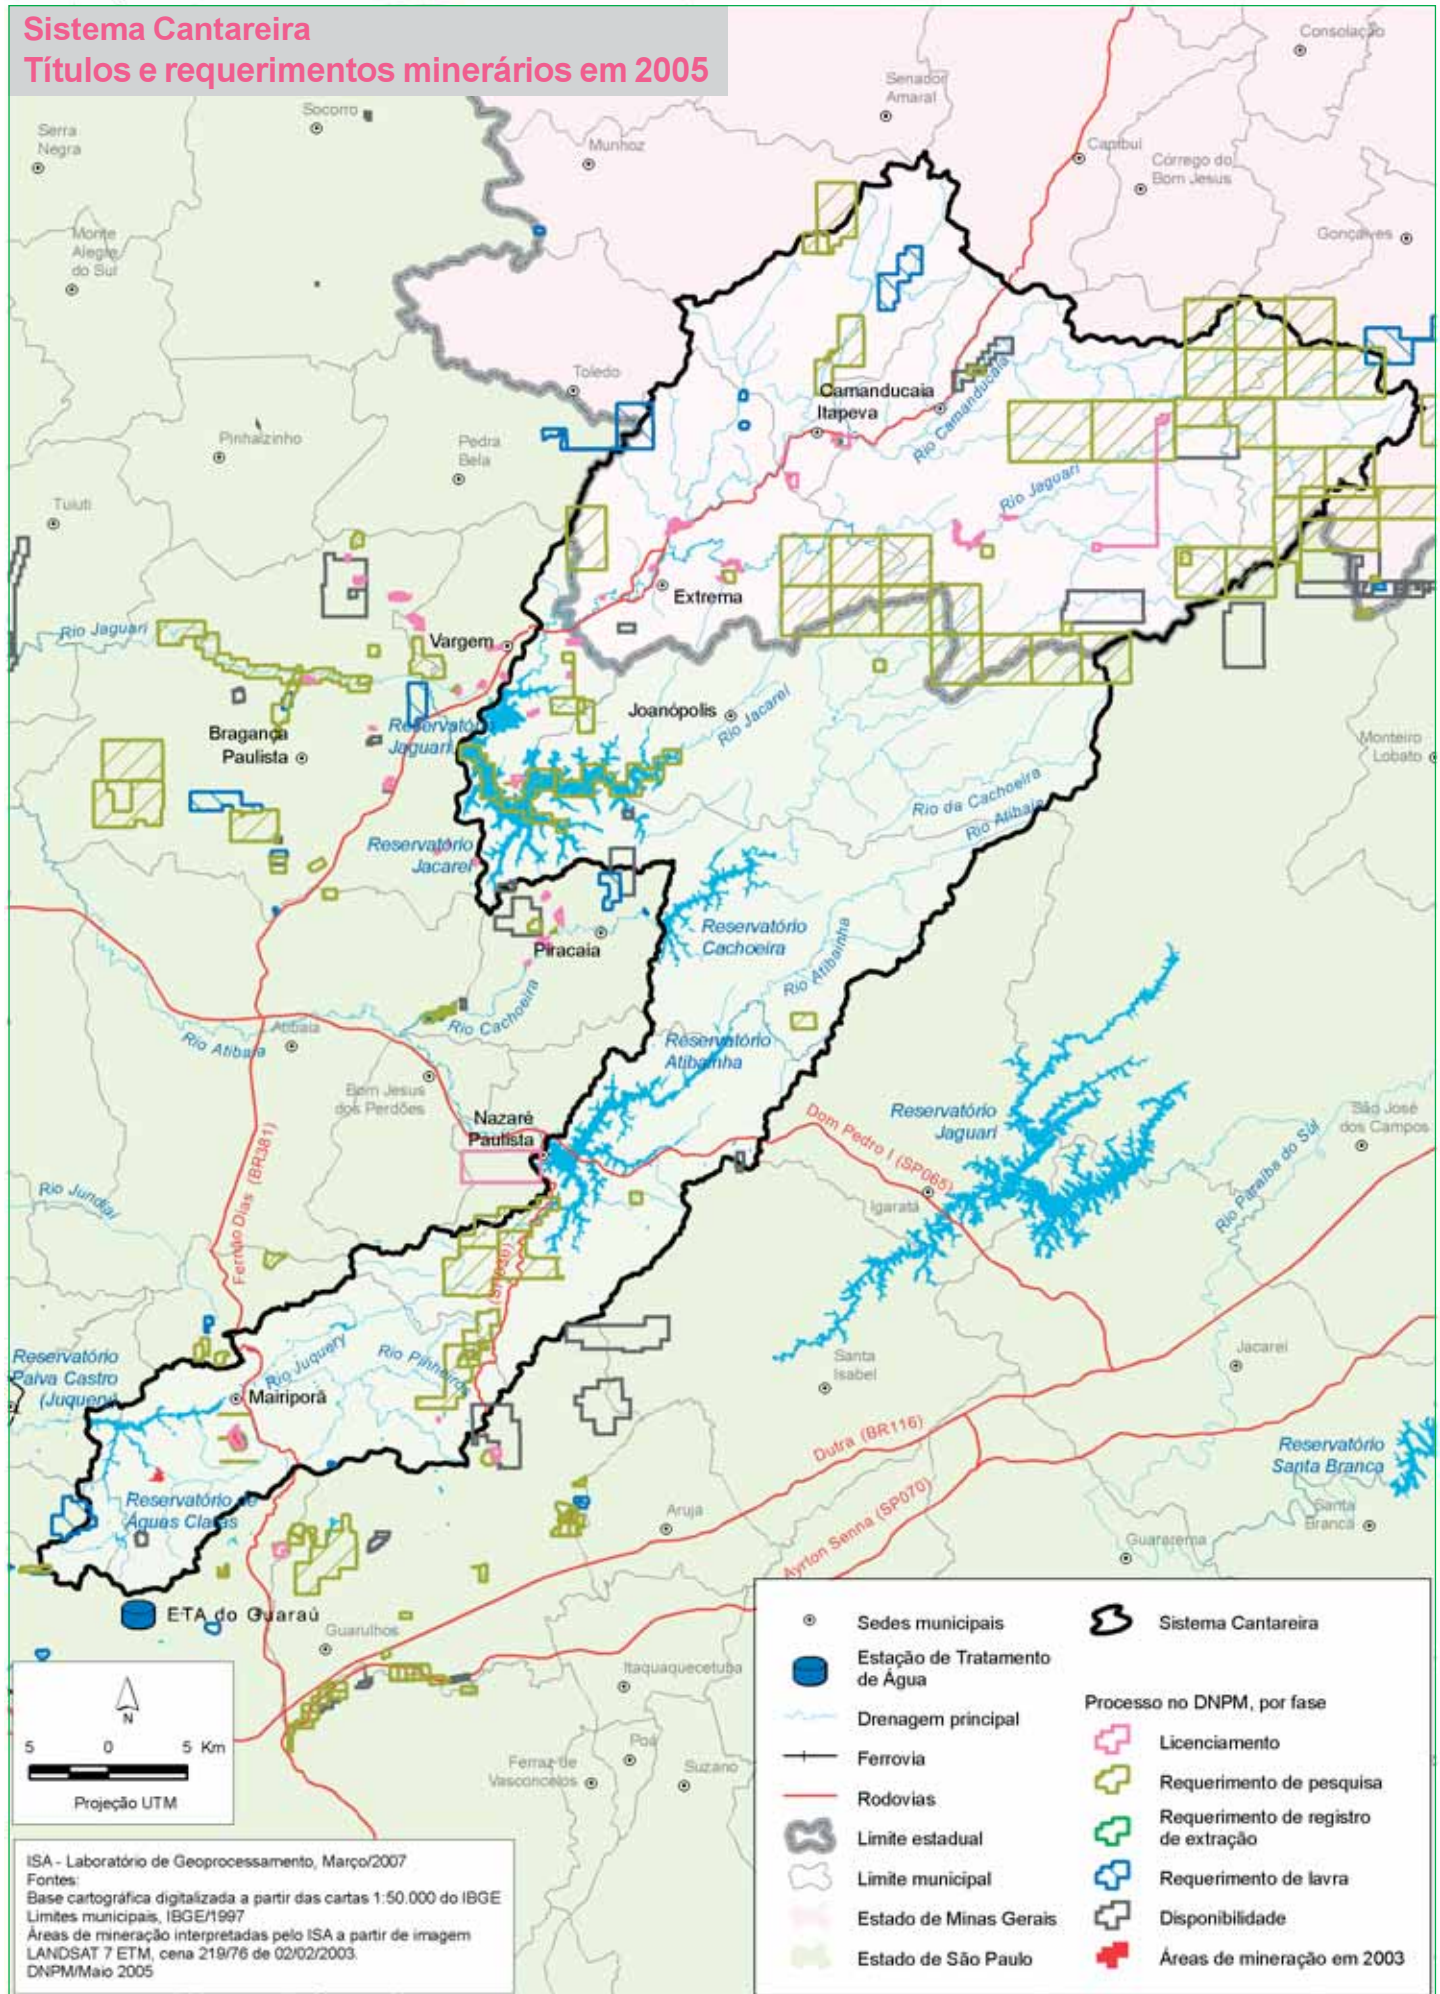 Sistema Cantareira
Títulos e requerimentos minerários em 2005
Consolação
Senador
Amaral
Socorro
Serra
Negra
Munhoz
Capibui
Córrego do
Bom Jesus
Monte
Alegre
do Sul
Gonçalves
Toledo
Camanducaia
Itapeva
Rio Camanducaia
Pinhalzinho
Pedra
Bela
Rio Jaguari
Tuiuti
Extrema
Rio Jaguari
Vargem
Joanópolis
Rio Jacareí
Bragança
Paulista
Reservatório
Jaguari
Monteiro
Lobato
Rio da Cachoeira
Rio Atibaia
Reservatório
Jacareí
Reservatório
Cachoeira
Piracaia
Rio Atibainha
Rio Cachoeira
Atibaia
Rio Atibaia
Reservatório
Atibainha
Bom Jesus
dos Perdões
Nazaré
Paulista
Dom Pedro I (SP065)
Reservatório
Jaguari
São José
dos Campos
Fernão Dias (BR381)
Rio Paraíba do Sul
Rio Jundiaí
Igaratá
(SP036)
Reservatório
Paiva Castro
(Juquery)
Rio Juquery
Rio Pinheiros
Mairiporã
Santa
Isabel
Jacareí
Dutra (BR116)
Reservatório
Santa Branca
Reservatório de
Águas Claras
Aruja
Ayrton Senna (SP070)
Santa
Branca
Guararema
ETA do Guaraú
Guarulhos
Itaquaquecetuba
Poá
Ferraz de
Vasconcelos
Suzano
N
5 0 5 Km
Projeção UTM
ISA - Laboratório de Geoprocessamento, Março/2007
Fontes:
Base cartográfica digitalizada a partir das cartas 1:50.000 do IBGE
Limites municipais, IBGE/1997
Áreas de mineração interpretadas pelo ISA a partir de imagem
LANDSAT 7 ETM, cena 219/76 de 02/02/2003.
DNPM/Maio 2005
Sedes municipais
Estação de Tratamento
de Água
Drenagem principal
Ferrovia
Rodovias
Limite estadual
Limite municipal
Estado de Minas Gerais
Estado de São Paulo
Sistema Cantareira
Processo no DNPM, por fase
Licenciamento
Requerimento de pesquisa
Requerimento de registro
de extração
Requerimento de lavra
Disponibilidade
Áreas de mineração em 2003